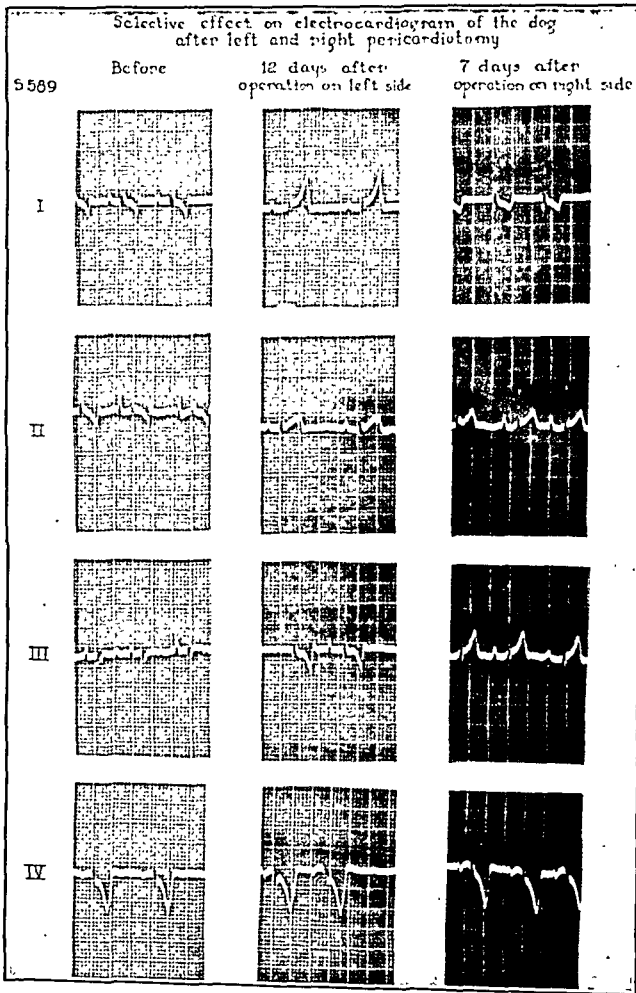 Selective effect on electrocardiogram of the dog
after left and right pericardiotomy
S589
Before
12 days after
operation on left side
7 days after
operation on right side
I
II
III
IV